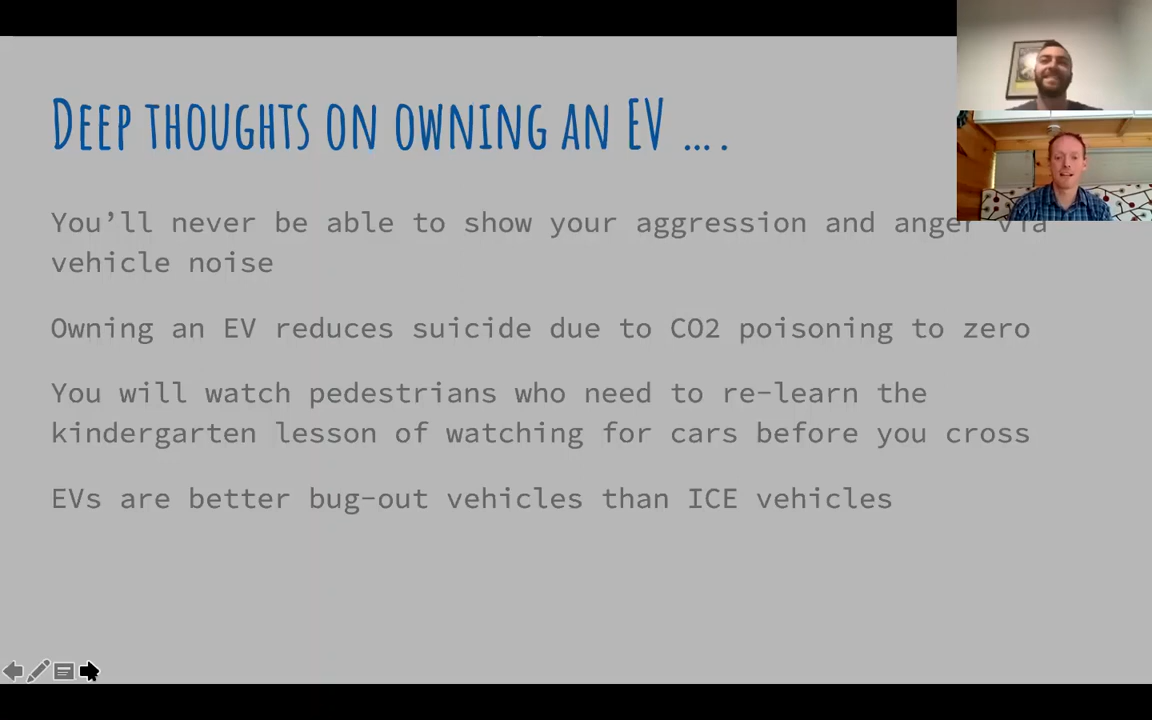 Deep thoughts on owning an EV ….
You’ll never be able to show your aggression and anger via
vehicle noise
Owning an EV reduces suicide due to CO2 poisoning to zero
You will watch pedestrians who need to re-learn the
kindergarten lesson of watching for cars before you cross
EVs are better bug-out vehicles than ICE vehicles